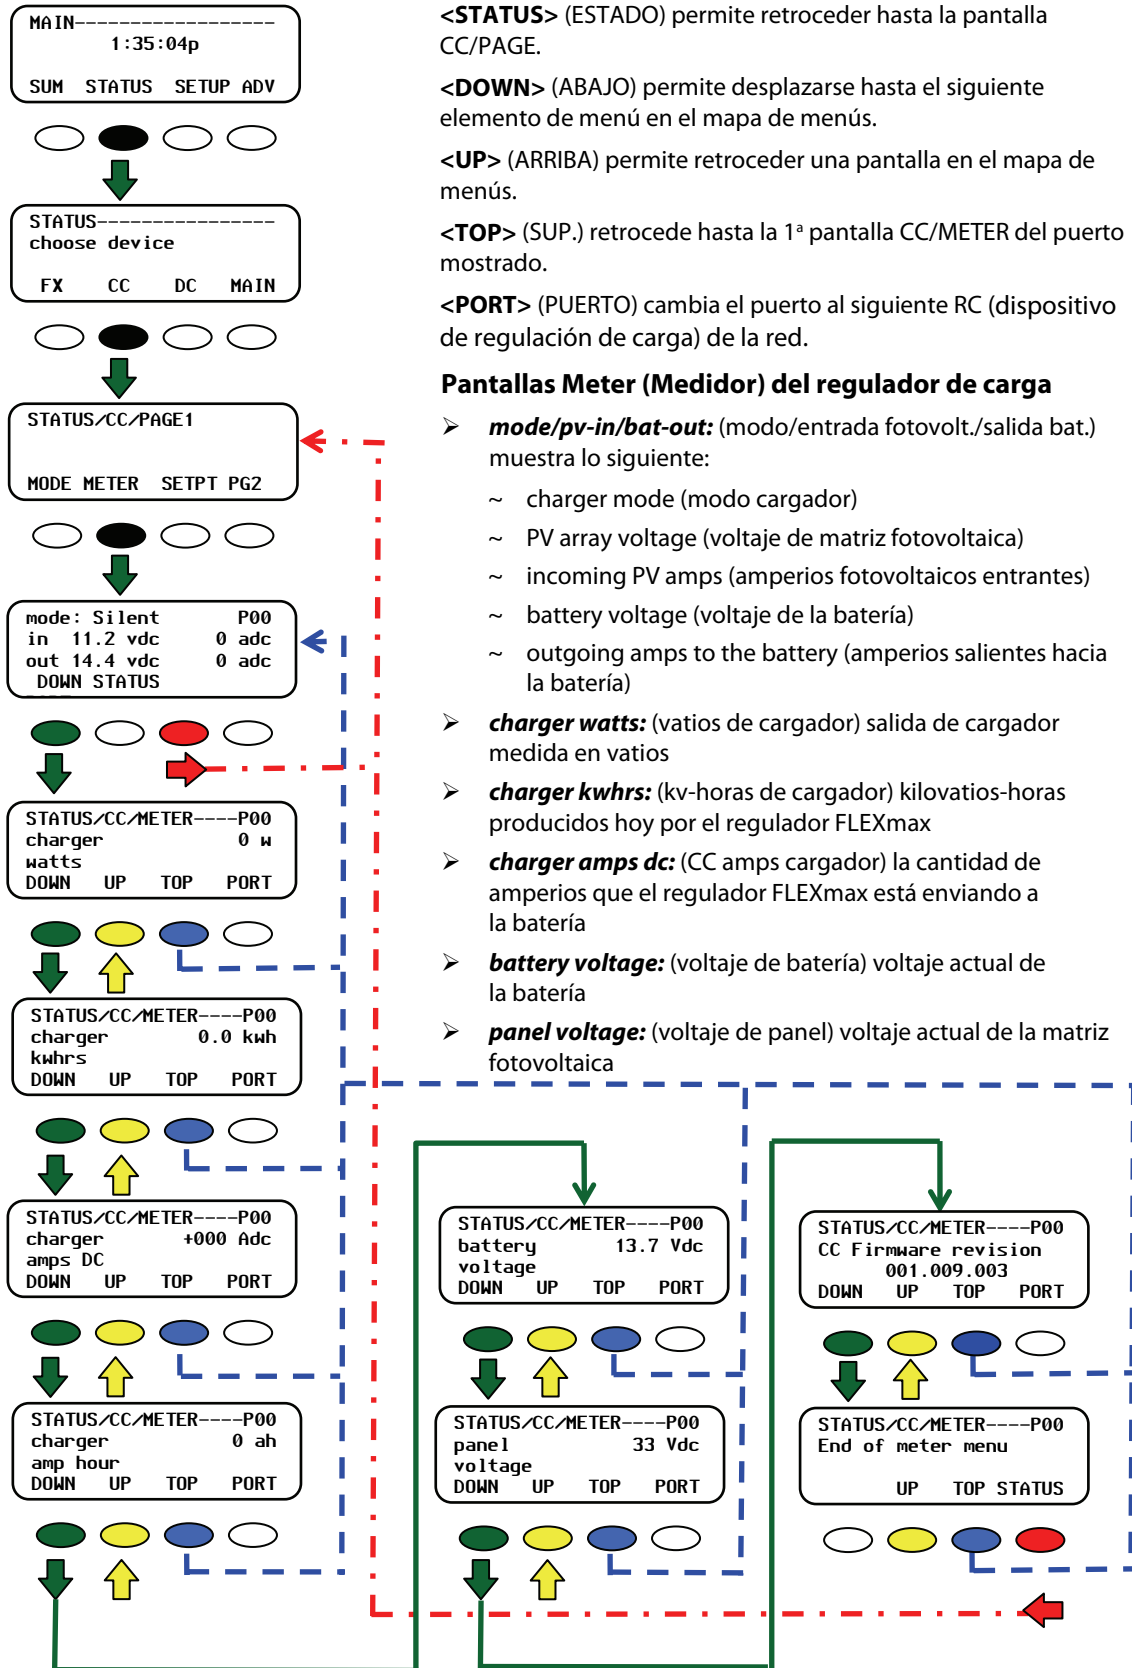 MAIN-----------------
1:35:04p
SUM STATUS SETUP ADV
STATUS---------------
choose device
FX CC DC MAIN
STATUS/CC/PAGE1
MODE METER SETPT PG2
mode: Silent P00
in 11.2 vdc 0 adc
out 14.4 vdc 0 adc
DOWN STATUS
STATUS/CC/METER----P00
charger 0 w
watts
DOWN UP TOP PORT
STATUS/CC/METER----P00
charger 0.0 kwh
kwhrs
DOWN UP TOP PORT
STATUS/CC/METER----P00
charger +000 Adc
amps DC
DOWN UP TOP PORT
STATUS/CC/METER----P00
charger 0 ah
amp hour
DOWN UP TOP PORT
<STATUS> (ESTADO) permite retroceder hasta la pantalla
CC/PAGE.
<DOWN> (ABAJO) permite desplazarse hasta el siguiente
elemento de menú en el mapa de menús.
<UP> (ARRIBA) permite retroceder una pantalla en el mapa de
menús.
<TOP> (SUP.) retrocede hasta la 1ª pantalla CC/METER del puerto
mostrado.
<PORT> (PUERTO) cambia el puerto al siguiente RC (dispositivo
de regulación de carga) de la red.
Pantallas Meter (Medidor) del regulador de carga
➢ mode/pv-in/bat-out: (modo/entrada fotovolt./salida bat.)
muestra lo siguiente:
~ charger mode (modo cargador)
~ PV array voltage (voltaje de matriz fotovoltaica)
~ incoming PV amps (amperios fotovoltaicos entrantes)
~ battery voltage (voltaje de la batería)
~ outgoing amps to the battery (amperios salientes hacia
la batería)
➢ charger watts: (vatios de cargador) salida de cargador
medida en vatios
➢ charger kwhrs: (kv-horas de cargador) kilovatios-horas
producidos hoy por el regulador FLEXmax
➢ charger amps dc: (CC amps cargador) la cantidad de
amperios que el regulador FLEXmax está enviando a
la batería
➢ battery voltage: (voltaje de batería) voltaje actual de
la batería
➢ panel voltage: (voltaje de panel) voltaje actual de la matriz
fotovoltaica
STATUS/CC/METER----P00
battery 13.7 Vdc
voltage
DOWN UP TOP PORT
STATUS/CC/METER----P00
panel 33 Vdc
voltage
DOWN UP TOP PORT
STATUS/CC/METER----P00
CC Firmware revision
001.009.003
DOWN UP TOP PORT
STATUS/CC/METER----P00
End of meter menu
UP TOP STATUS